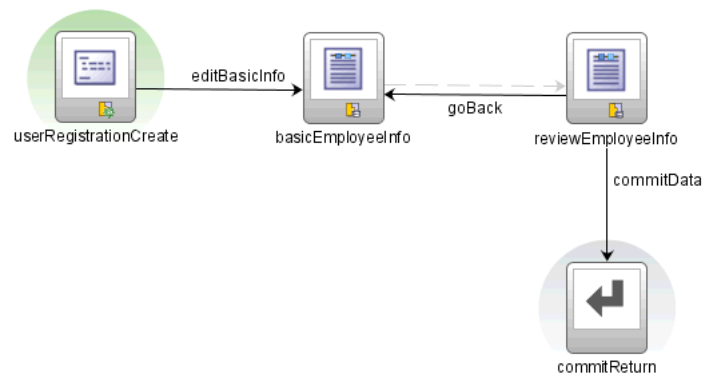 editBasicInfo
goBack
userRegistrationCreate
basicEmployeeInfo
reviewEmployeeInfo
commitData
commitReturn